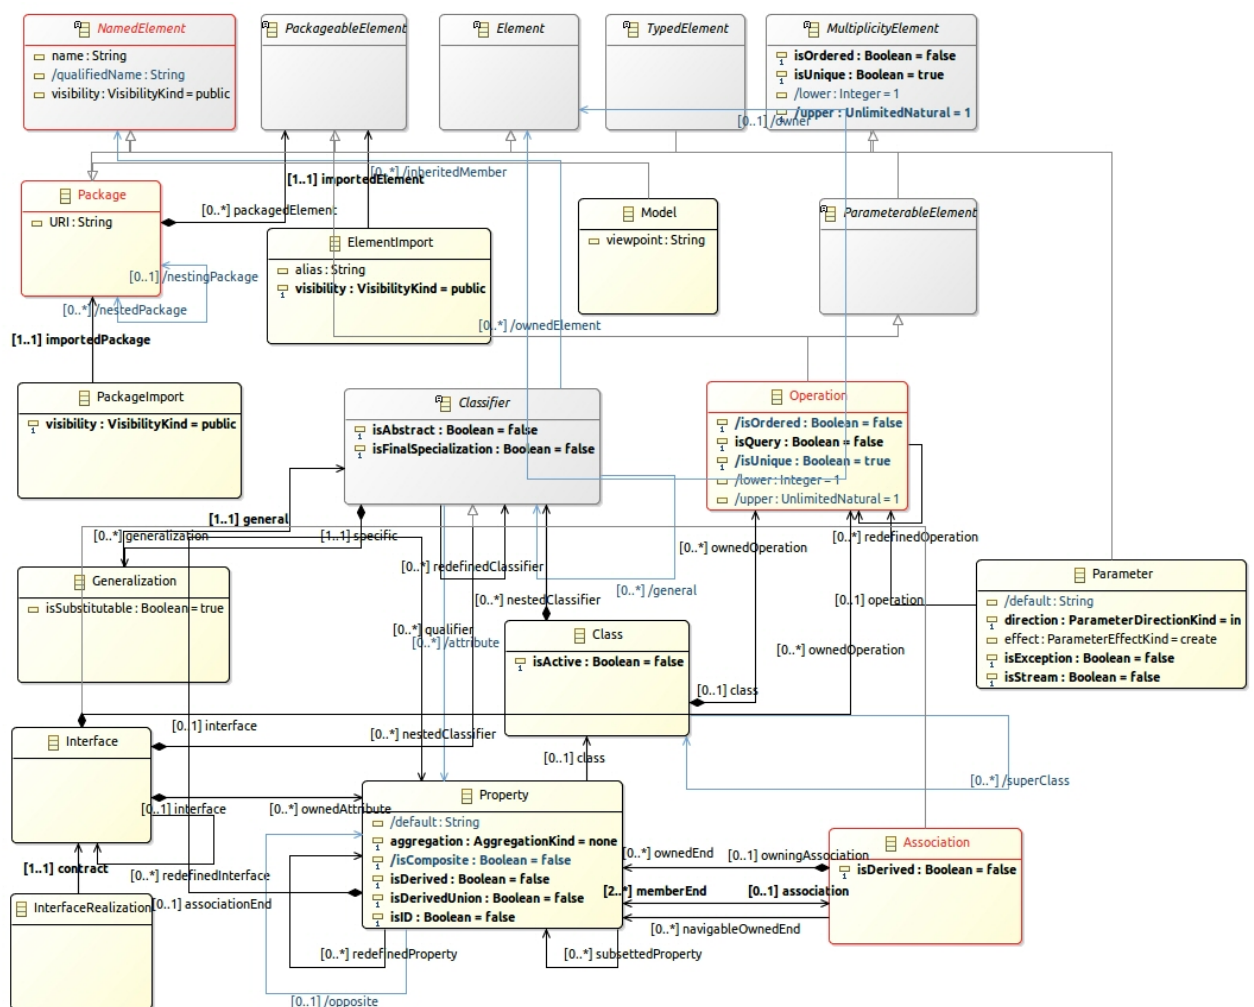 NamedElement
name : String
/qualifiedName : String
visibility : VisibilityKind = public
PackageableElement
Element
TypedElement
MultiplicityElement
isOrdered : Boolean = false
isUnique : Boolean = true
/lower : Integer = 1
/upper : UnlimitedNatural = 1
[0..1] /owner
[0..*] /inheritedMember
[1..1] importedElement
Package
URI : String
[0..*] packagedElement
Model
viewpoint : String
ParameterableElement
ElementImport
alias : String
visibility : VisibilityKind = public
[0..1] /nestingPackage
[0..*] /nestedPackage
[0..*] /ownedElement
[1..1] importedPackage
PackageImport
visibility : VisibilityKind = public
Classifier
isAbstract : Boolean = false
isFinalSpecialization : Boolean = false
Operation
/isOrdered : Boolean = false
isQuery : Boolean = false
/isUnique : Boolean = true
/lower : Integer = 1
/upper : UnlimitedNatural = 1
[1..1] general
[0..*] generalization
[1..1] specific
[0..*] redefinedOperation
[0..*] ownedOperation
[0..*] redefinedClassifier
Generalization
isSubstitutable : Boolean = true
[0..*] /general
[0..*] nestedClassifier
[0..1] operation
Parameter
/default : String
direction : ParameterDirectionKind = in
effect : ParameterEffectKind = create
isException : Boolean = false
isStream : Boolean = false
[0..*] qualifier
[0..*] /attribute
Class
isActive : Boolean = false
[0..*] ownedOperation
[0..1] class
[0..1] interface
[0..*] nestedClassifier
Interface
[0..1] class
[0..*] /superClass
[0..1] interface
[0..*] ownedAttribute
Property
/default : String
aggregation : AggregationKind = none
/isComposite : Boolean = false
isDerived : Boolean = false
isDerivedUnion : Boolean = false
isID : Boolean = false
[0..*] ownedEnd
[0..1] owningAssociation
Association
isDerived : Boolean = false
[1..1] contract
[0..*] redefinedInterface
[2..*] memberEnd
[0..1] association
InterfaceRealization
[0..1] associationEnd
[0..*] navigableOwnedEnd
[0..*] redefinedProperty
[0..*] subsettedProperty
[0..1] /opposite